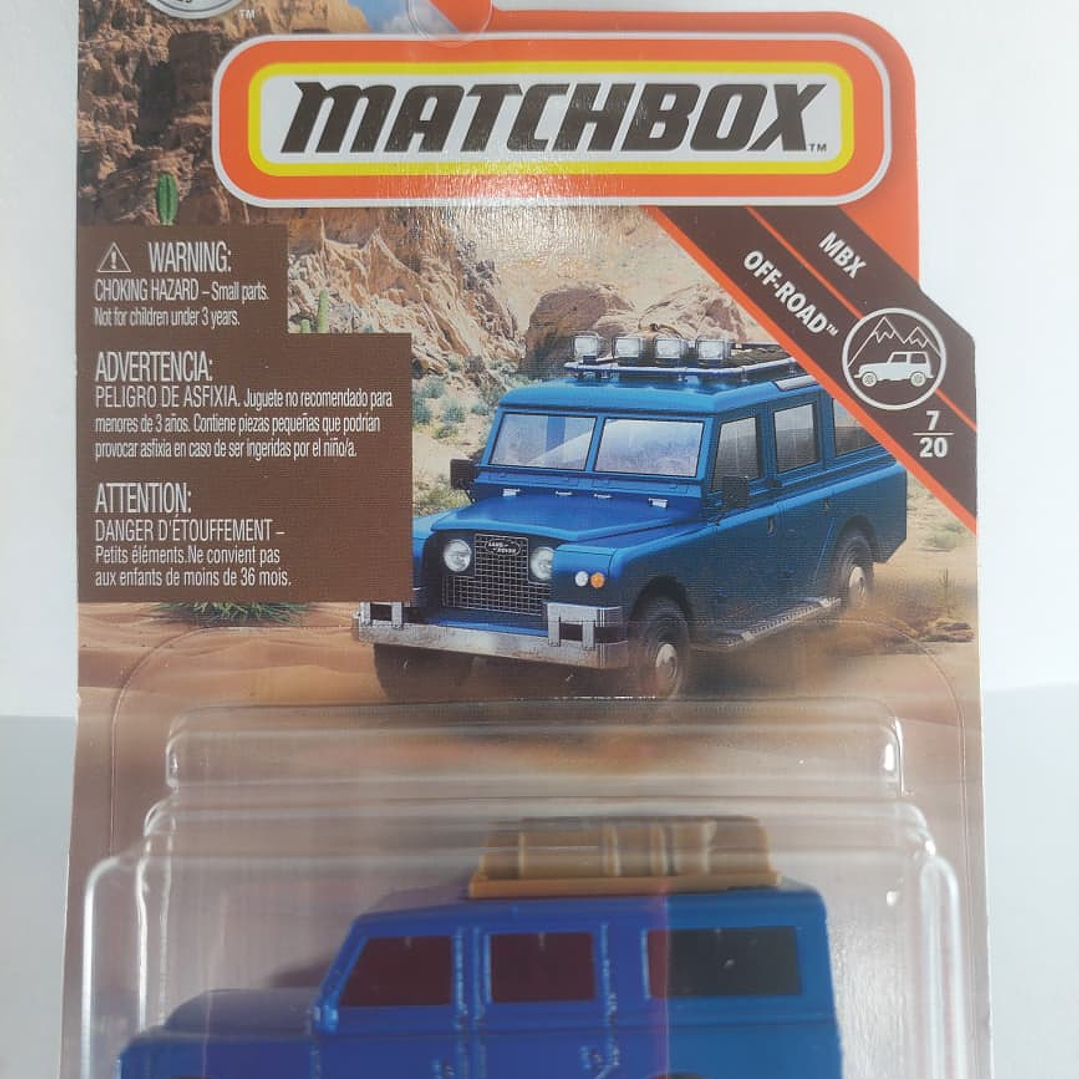 TM
MATCHBOX™
MBX
OFF-ROAD™
7
20
WARNING:
CHOKING HAZARD – Small parts.
Not for children under 3 years.
ADVERTENCIA:
PELIGRO DE ASFIXIA. Juguete no recomendado para
menores de 3 años. Contiene piezas pequeñas que podrían
provocar asfixia en caso de ser ingeridas por el niño/a.
ATTENTION:
DANGER D'ÉTOUFFEMENT –
Petits éléments.Ne convient pas
aux enfants de moins de 36 mois.
LAND
ROVER